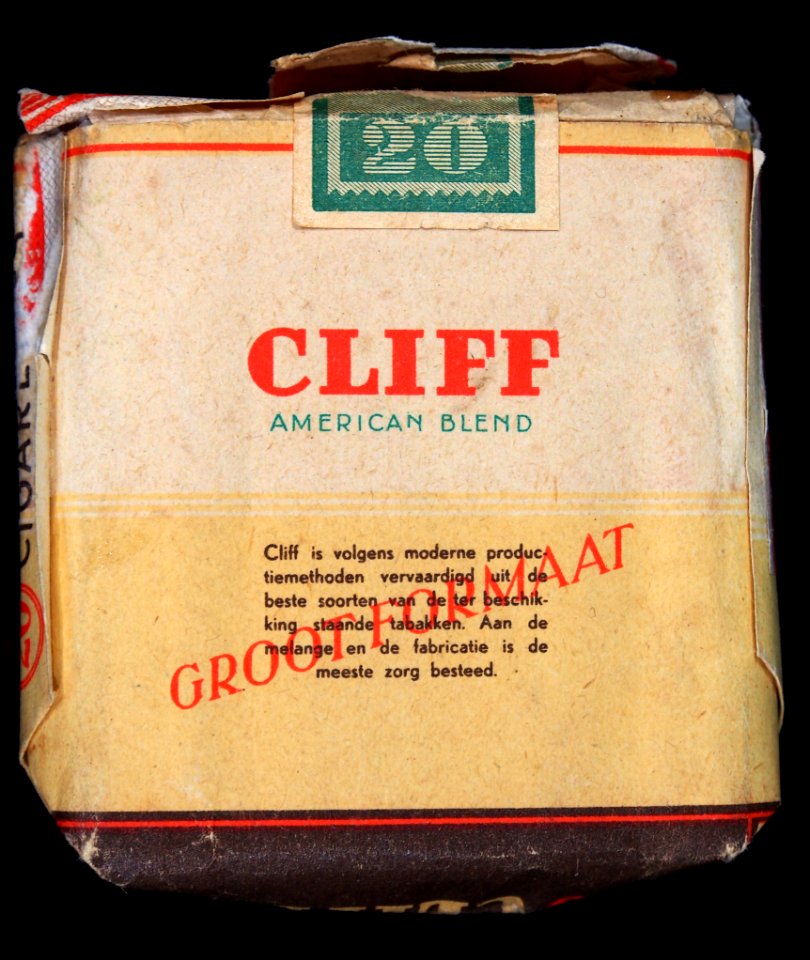 20
CLIFF
AMERICAN BLEND
Cliff is volgens moderne produc-
tiemethoden vervaardigd uit de
beste soorten van de ter beschik-
king staande tabakken. Aan de
melange en de fabricatie is de
meeste zorg besteed.
GROOT FORMAAT
20